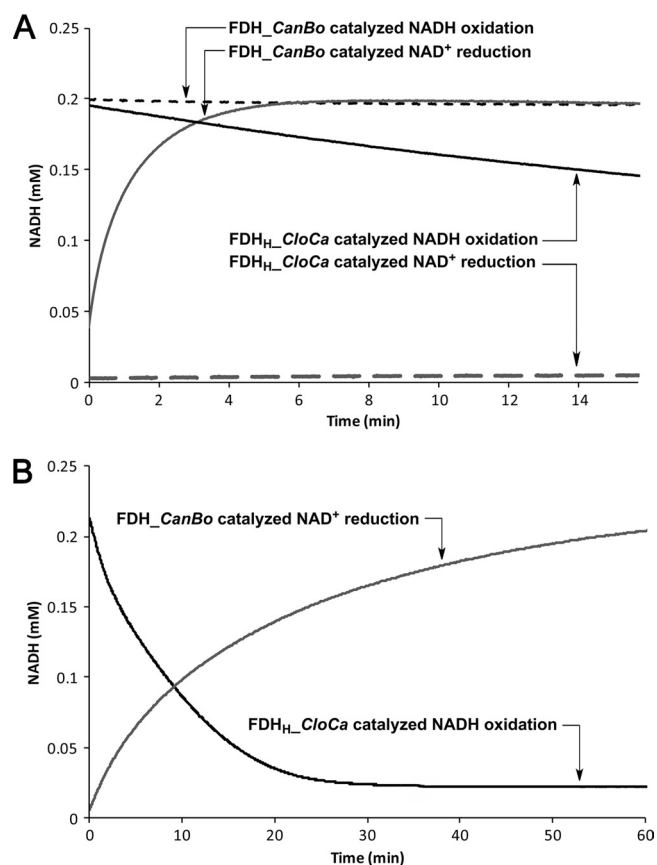 A
FDH_CanBo catalyzed NADH oxidation
FDH_CanBo catalyzed NAD⁺ reduction
0.25
0.2
0.15
0.1
0.05
0
NADH (mM)
FDHH_CloCa catalyzed NADH oxidation
FDHH_CloCa catalyzed NAD⁺ reduction
0 2 4 6 8 10 12 14
Time (min)
B
FDH_CanBo catalyzed NAD⁺ reduction
0.25
0.2
0.15
0.1
0.05
0
NADH (mM)
FDHH_CloCa catalyzed NADH oxidation
0 10 20 30 40 50 60
Time (min)